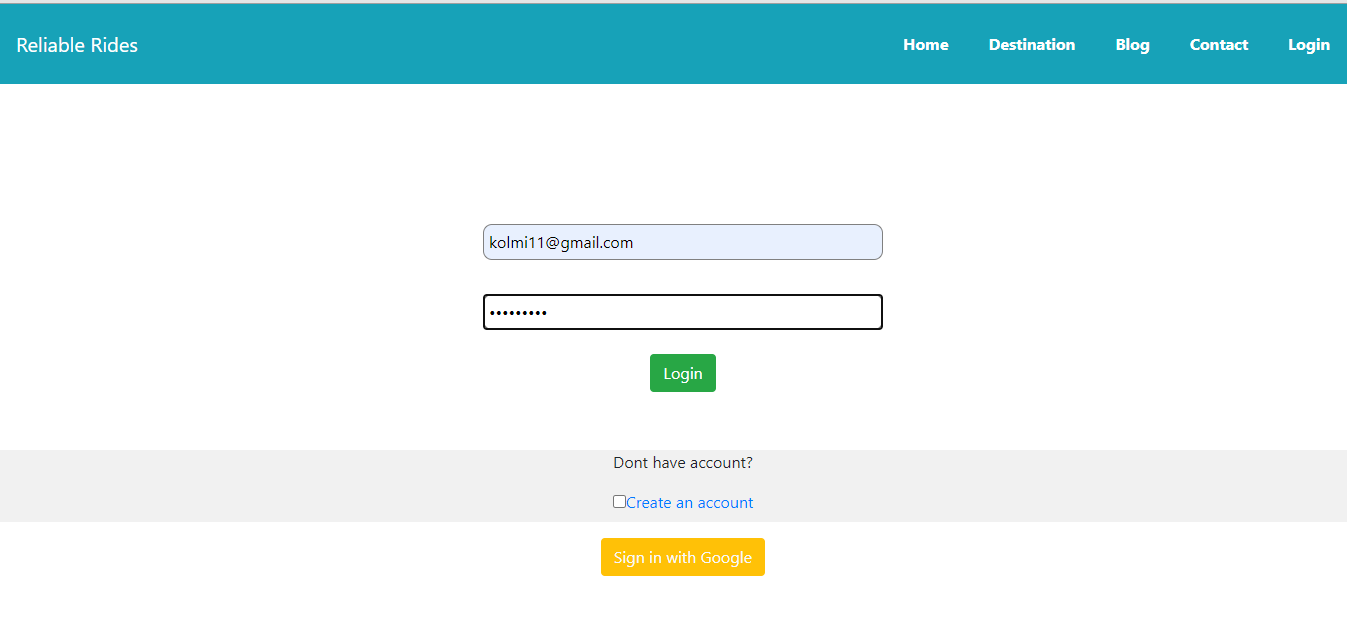 Reliable Rides Home Destination Blog Contact Login
kolmi11@gmail.com
•••••••••
Login
Dont have account?
Create an account
Sign in with Google